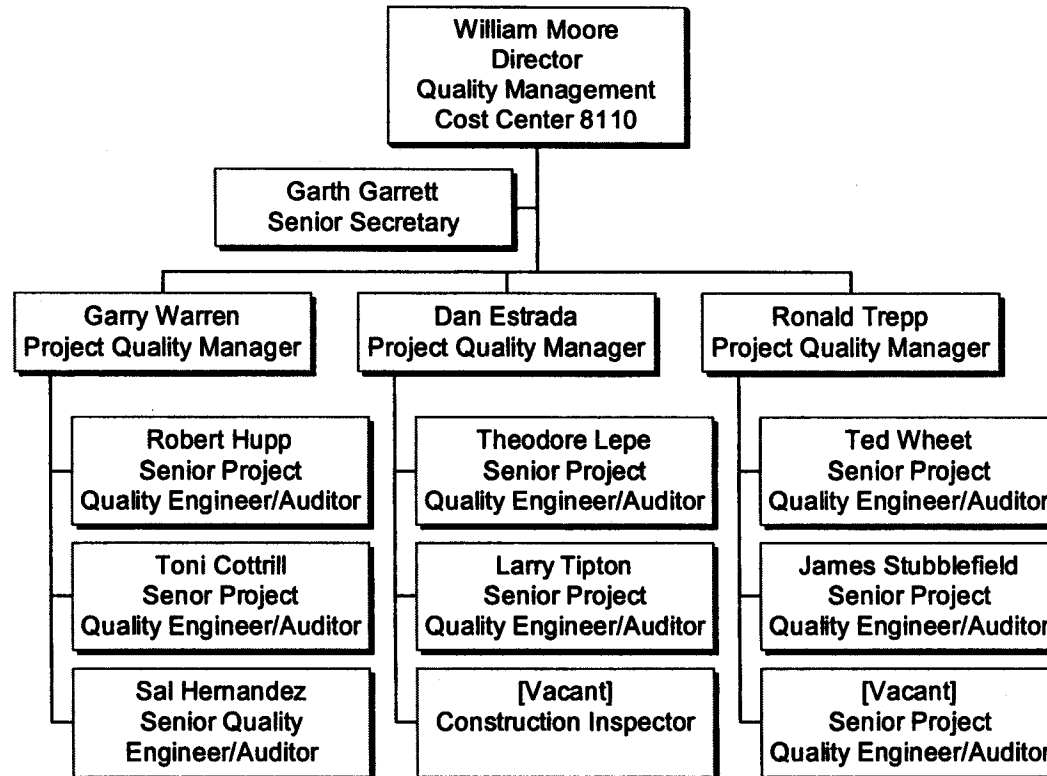 William Moore
Director
Quality Management
Cost Center 8110
Garth Garrett
Senior Secretary
Garry Warren
Project Quality Manager
Dan Estrada
Project Quality Manager
Ronald Trepp
Project Quality Manager
Robert Hupp
Senior Project
Quality Engineer/Auditor
Toni Cottrill
Senor Project
Quality Engineer/Auditor
Sal Hernandez
Senior Quality
Engineer/Auditor
Theodore Lepe
Senior Project
Quality Engineer/Auditor
Larry Tipton
Senior Project
Quality Engineer/Auditor
[Vacant]
Construction Inspector
Ted Wheet
Senior Project
Quality Engineer/Auditor
James Stubblefield
Senior Project
Quality Engineer/Auditor
[Vacant]
Senior Project
Quality Engineer/Auditor